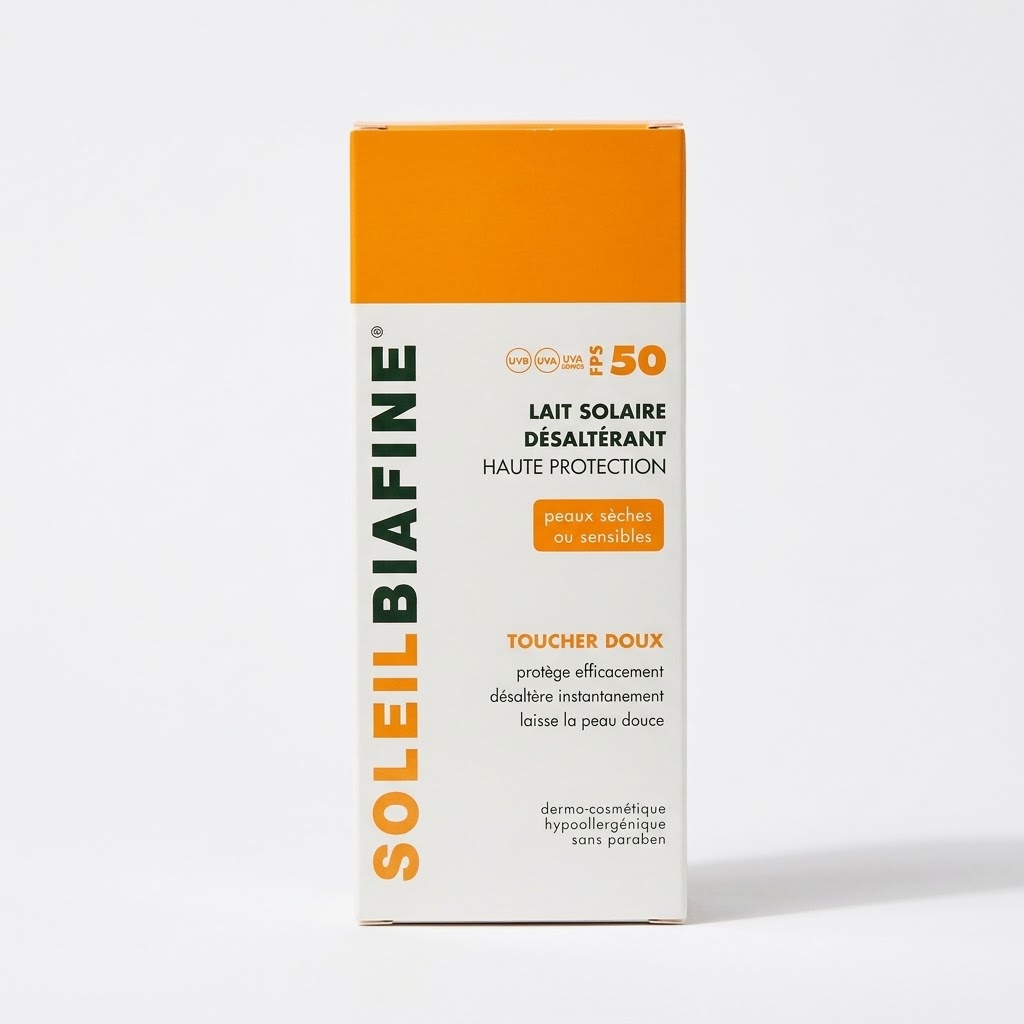 SOLEILBIAFINE®
UVB UVA UVA FPS 50
LAIT SOLAIRE
DÉSALTÉRANT
HAUTE PROTECTION
peaux sèches
ou sensibles
TOUCHER DOUX
protège efficacement
désaltère instantanement
laisse la peau douce
dermo-cosmétique
hypoollergénique
sans paraben